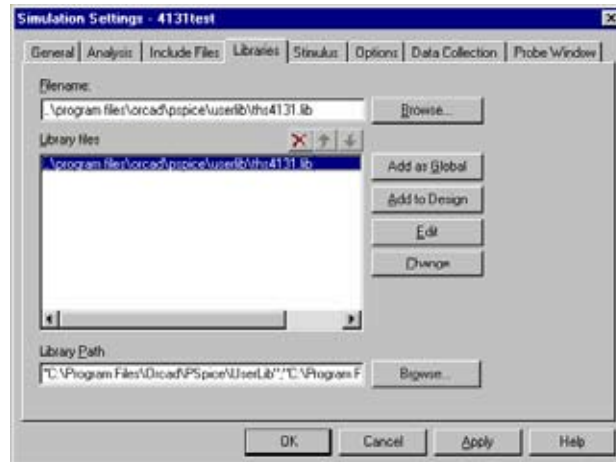 Simulation Settings - 4131test
General Analysis Include Files Libraries Stimulus Options Data Collection Probe Window
Filename:
.\program files\orcad\pspice\userlib\ths4131.lib
Browse...
Library files
.\program files\orcad\pspice\userlib\ths4131.lib
Add as Global
Add to Design
Edit
Change
Library Path
"C:\Program Files\Orcad\PSpice\UserLib";"C:\Program F
Browse...
OK Cancel Apply Help